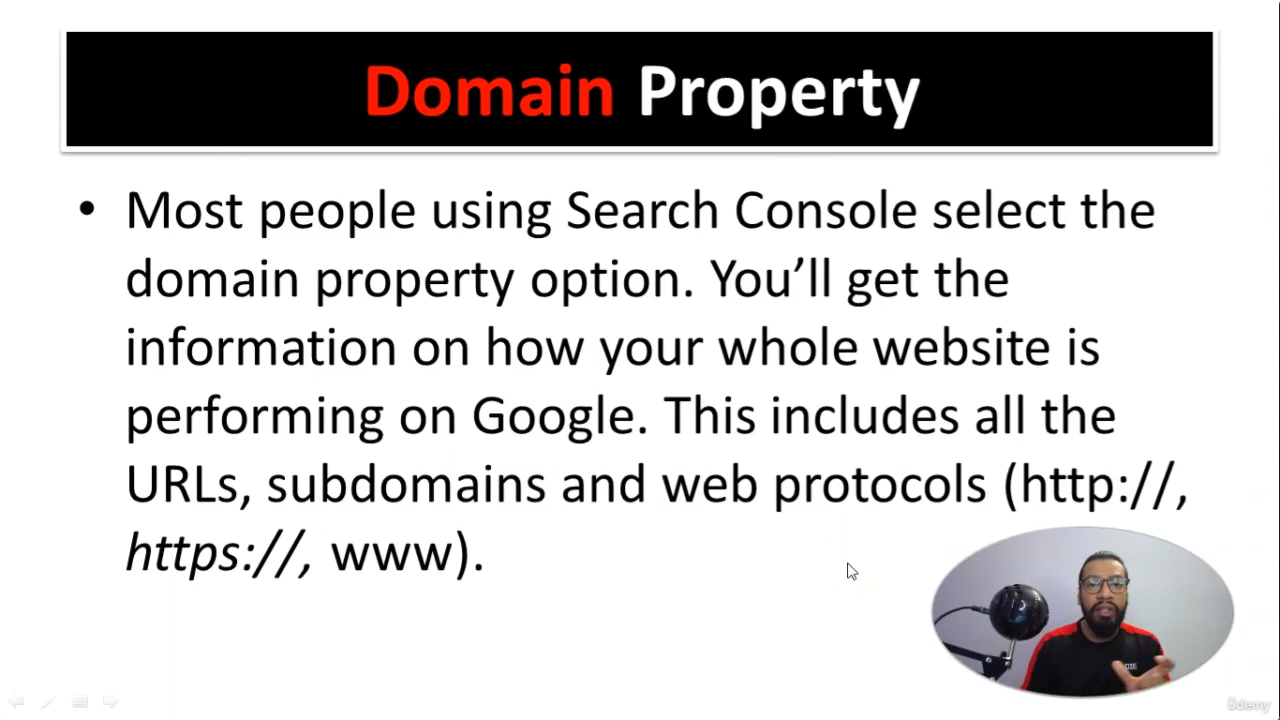 Domain Property
• Most people using Search Console select the
domain property option. You’ll get the
information on how your whole website is
performing on Google. This includes all the
URLs, subdomains and web protocols (http://,
https://, www).
ûdemy